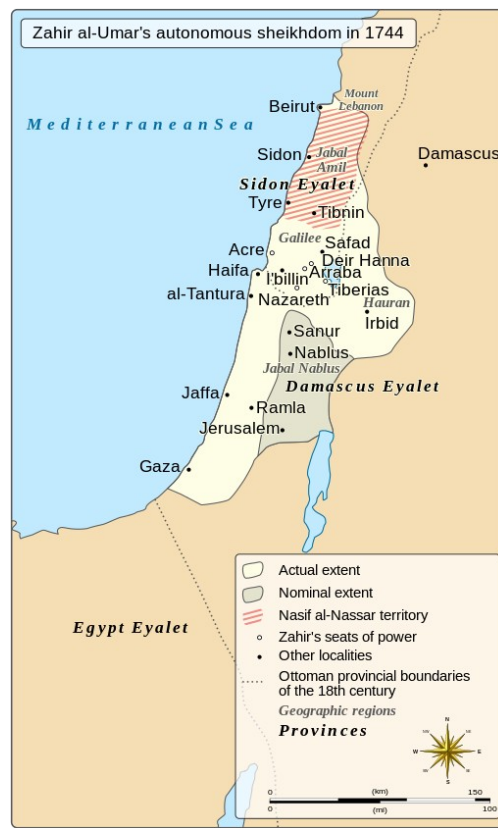 Zahir al-Umar's autonomous sheikhdom in 1744
Mount
Lebanon
Beirut
Mediterranean Sea
Sidon
Jabal
Amil
Damascus
Sidon Eyalet
Tyre
Tibnin
Galilee
Acre
Safad
Deir Hanna
Haifa
I'billin
Arraba
Tiberias
al-Tantura
Nazareth
Hauran
Irbid
Sanur
Nablus
Jabal Nablus
Damascus Eyalet
Jaffa
Ramla
Jerusalem
Gaza
Egypt Eyalet
Actual extent
Nominal extent
Nasif al-Nassar territory
Zahir's seats of power
Other localities
Ottoman provincial boundaries
of the 18th century
Geographic regions
Provinces
N
W
E
S
(km)
0
150
0
100
(mi)